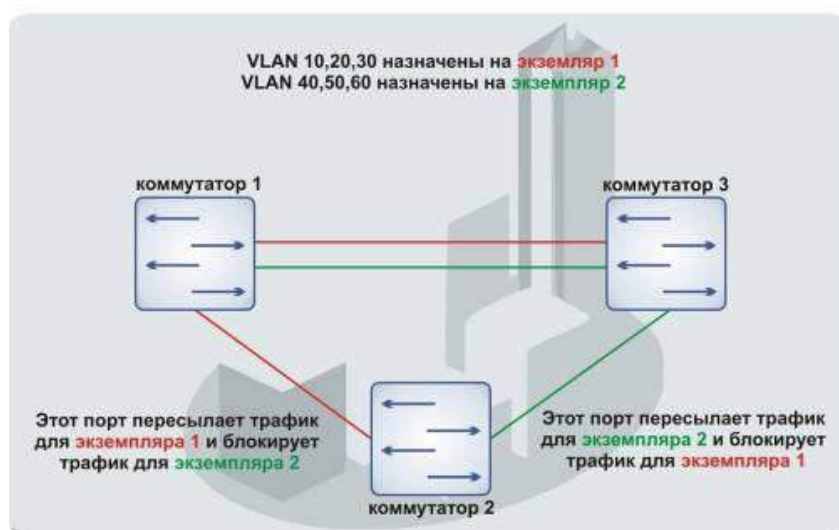 VLAN 10,20,30 назначены на экземляр 1
VLAN 40,50,60 назначены на экземпляр 2
коммутатор 1
коммутатор 3
Этот порт пересылает трафик
для экземпляра 1 и блокирует
трафик для экземпляра 2
Этот порт пересылает трафик
для экземпляра 2 и блокирует
трафик для экземпляра 1
коммутатор 2